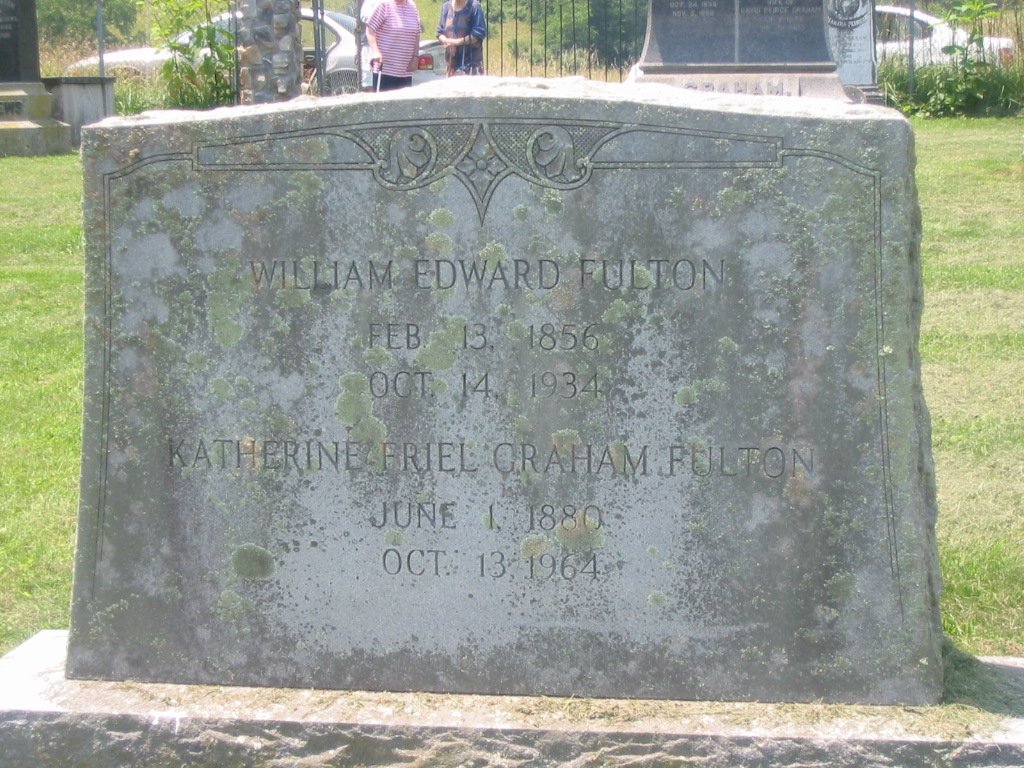 WILLIAM EDWARD FULTON
FEB. 13, 1856
OCT. 14, 1934
KATHERINE FRIEL GRAHAM FULTON
JUNE 1, 1880
OCT. 13, 1964
GRAHAM